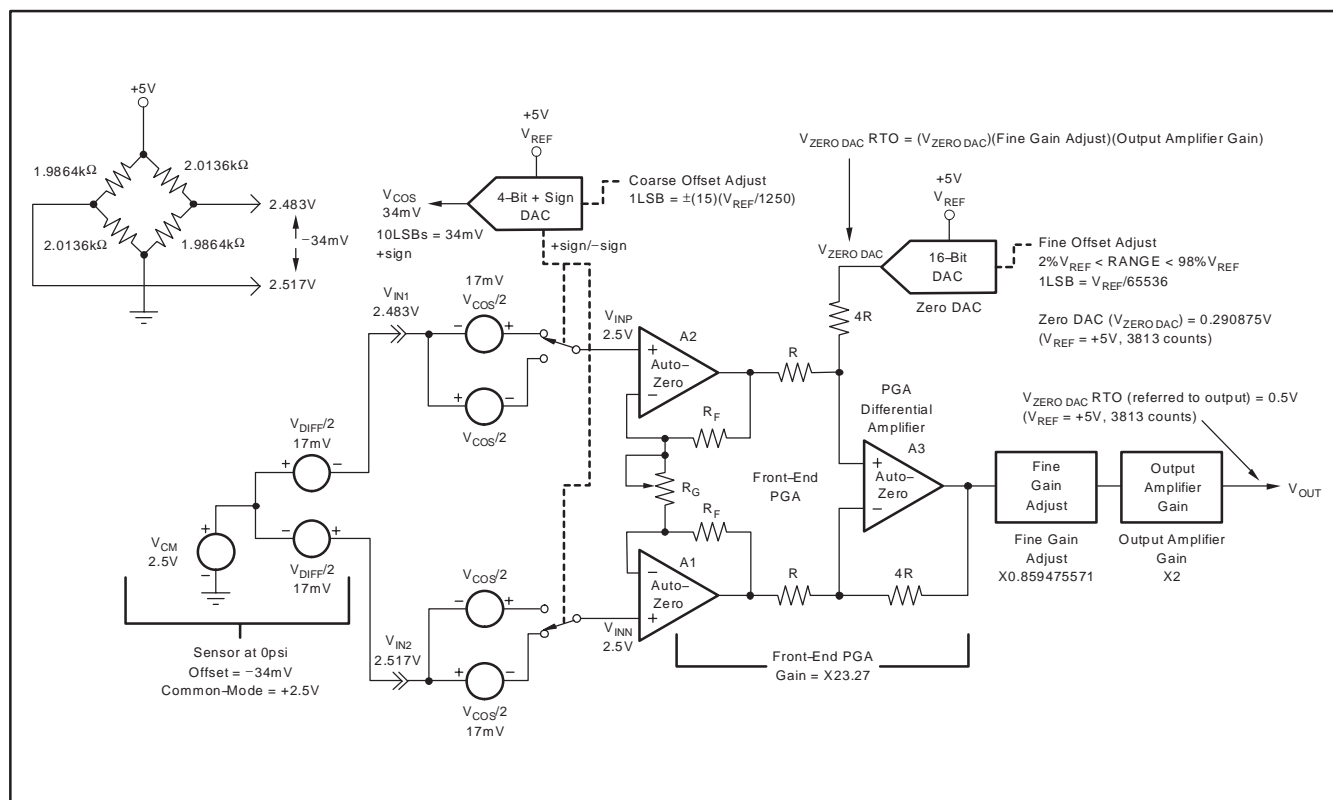 +5V
1.9864kΩ
2.0136kΩ
2.0136kΩ
1.9864kΩ
2.483V
−34mV
2.517V
+5V
VREF
VCOS
34mV
10LSBs = 34mV
+sign
4–Bit + Sign
DAC
Coarse Offset Adjust
1LSB = ±(15)(VREF/1250)
+sign/−sign
VZERO DAC RTO = (VZERO DAC)(Fine Gain Adjust)(Output Amplifier Gain)
+5V
VREF
VZERO DAC
16–Bit
DAC
Zero DAC
Fine Offset Adjust
2%VREF < RANGE < 98%VREF
1LSB = VREF/65536
Zero DAC (VZERO DAC) = 0.290875V
(VREF = +5V, 3813 counts)
4R
VIN1
2.483V
17mV
VCOS/2
−
+
+
−
VCOS/2
VINP
2.5V
A2
+
Auto–
Zero
−
R
RF
RG
RF
Front–End
PGA
PGA
Differential
Amplifier
A3
+
Auto–
Zero
−
VZERO DAC RTO (referred to output) = 0.5V
(VREF = +5V, 3813 counts)
Fine
Gain
Adjust
Fine Gain
Adjust
X0.859475571
Output
Amplifier
Gain
Output Amplifier
Gain
X2
VOUT
VDIFF/2
17mV
+
−
−
+
VDIFF/2
17mV
VCM
2.5V
+
−
Sensor at 0psi
Offset = −34mV
Common–Mode = +2.5V
VIN2
2.517V
VCOS/2
−
+
+
−
VCOS/2
17mV
VINN
2.5V
A1
−
Auto–
Zero
+
R
4R
Front–End PGA
Gain = X23.27